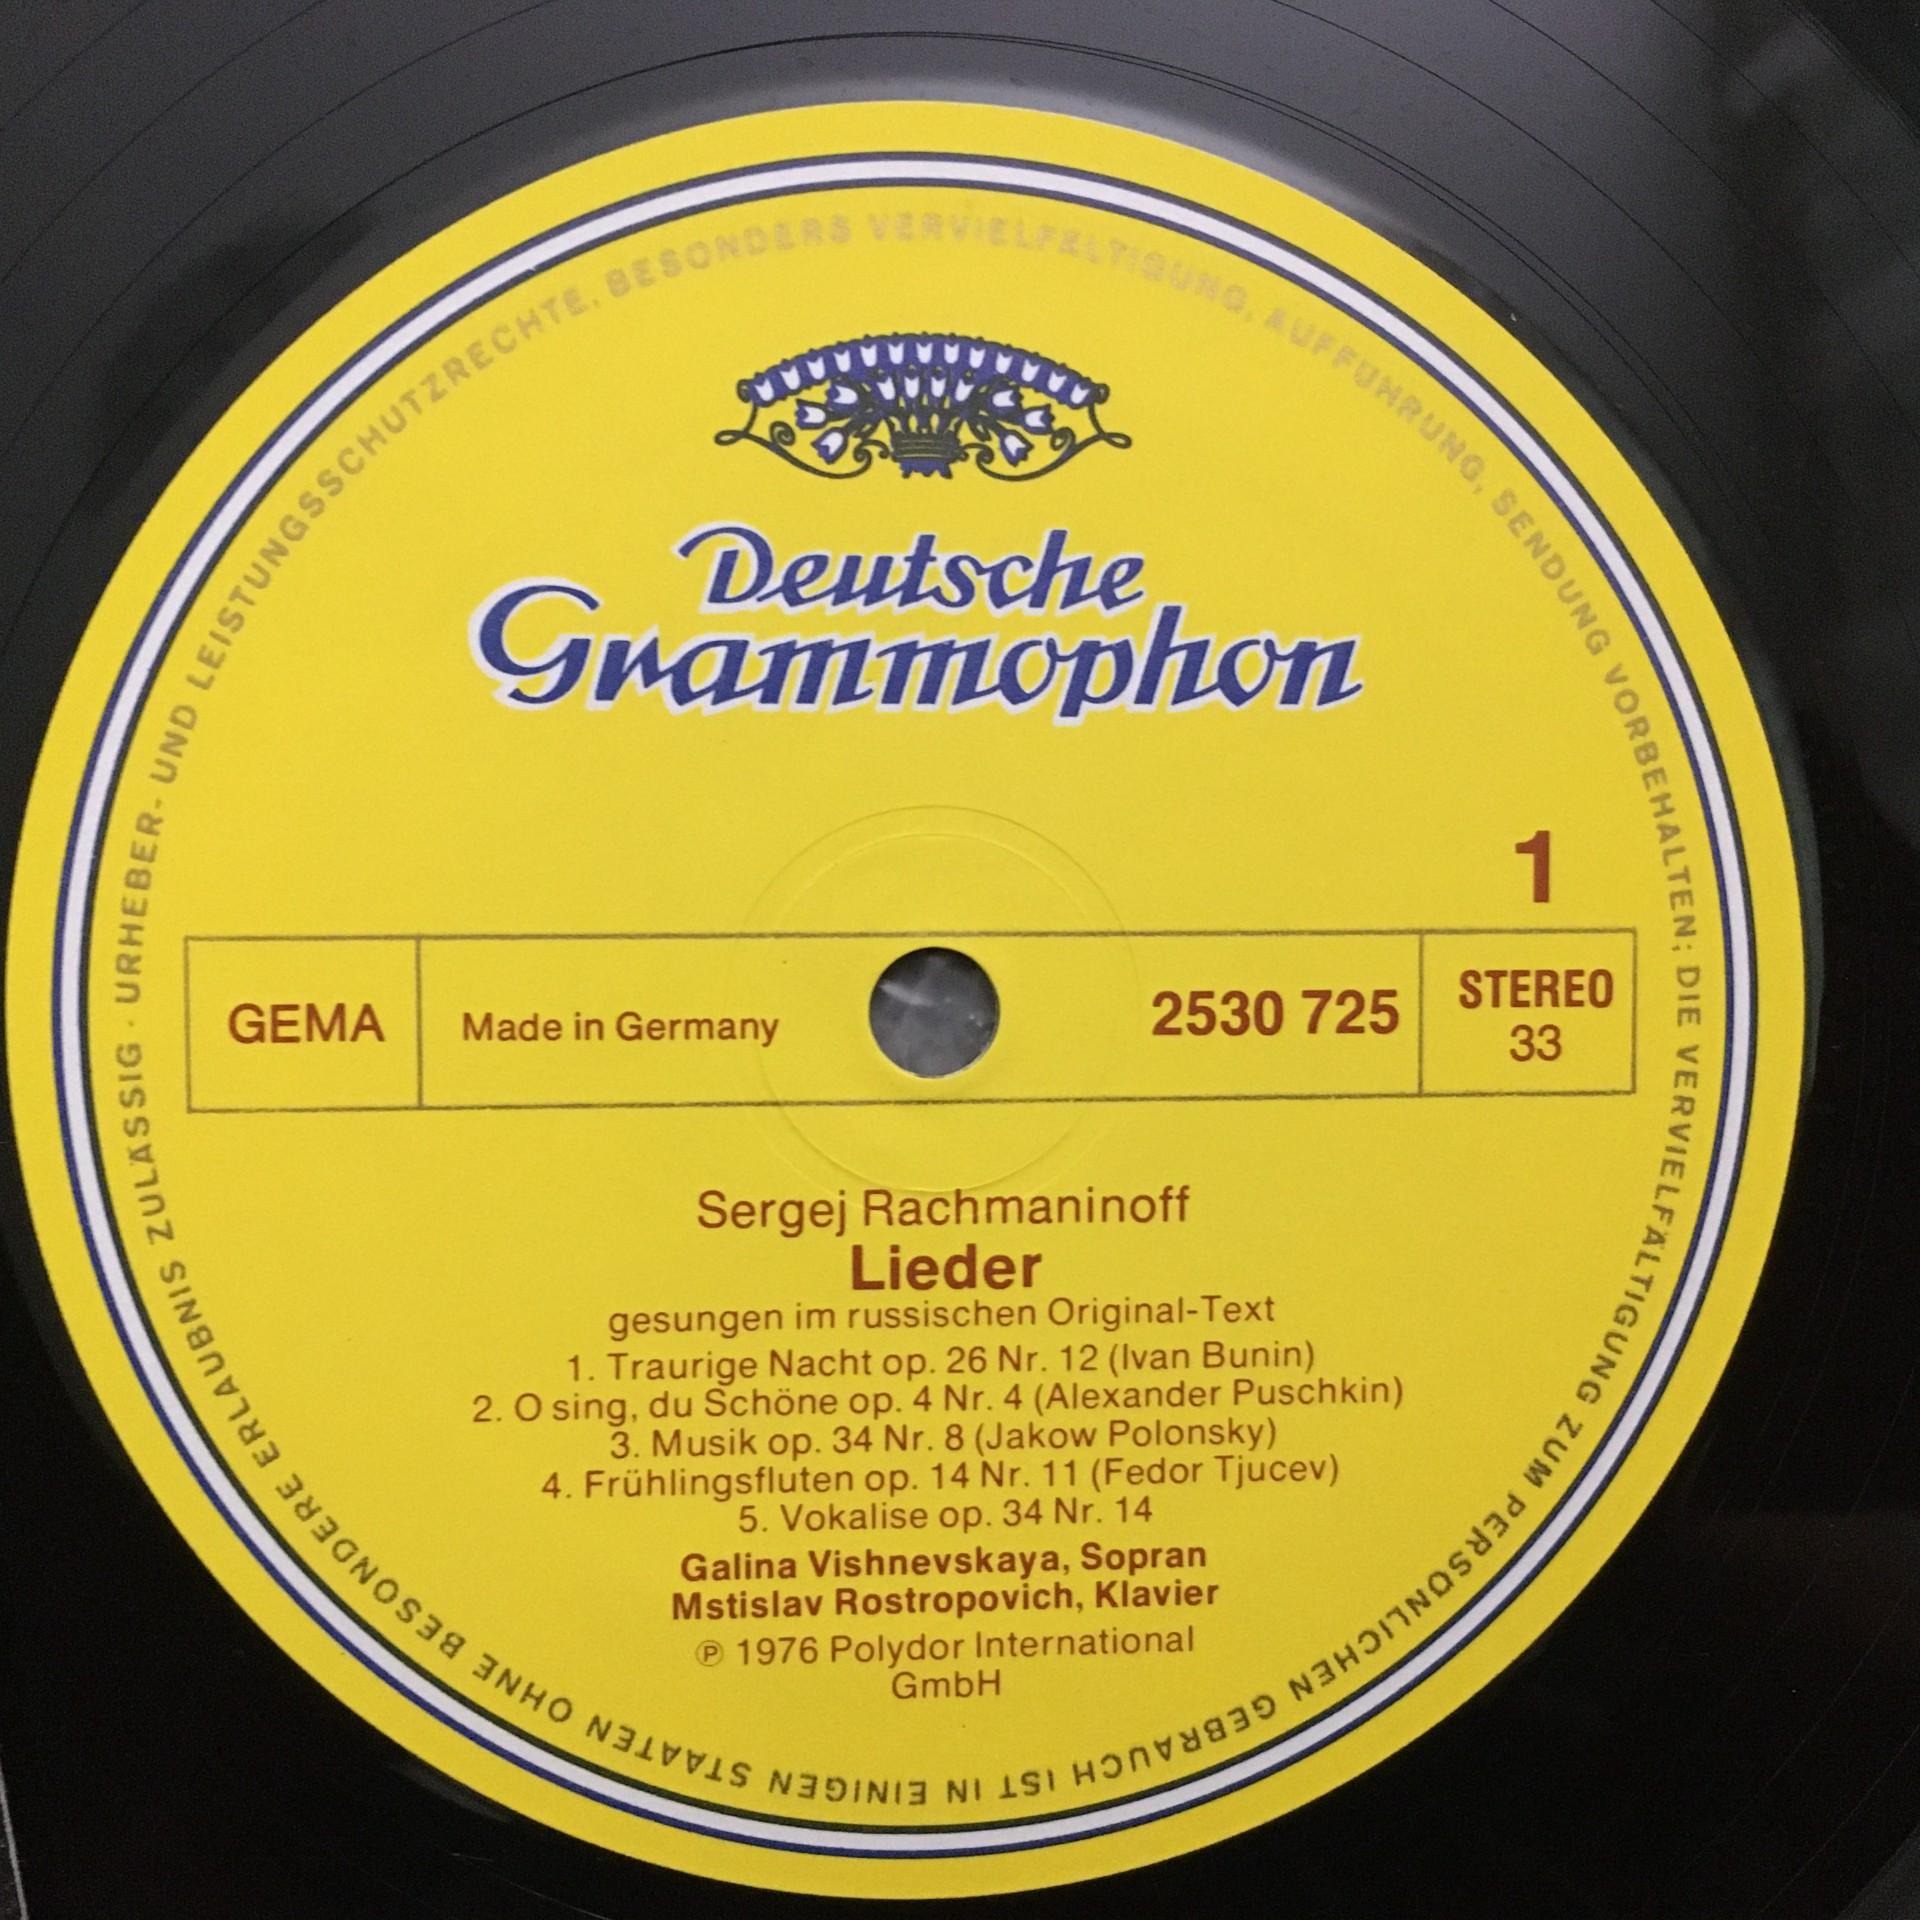 URHEBER- UND LEISTUNGSSCHUTZRECHTE, BESONDERS VERVIELFÄLTIGUNG, AUFFÜHRUNG, SENDUNG VORBEHALTEN; DIE VERVIELFÄLTIGUNG ZUM PERSÖNLICHEN GEBRAUCH IST IN EINIGEN STAATEN OHNE BESONDERE ERLAUBNIS ZULÄSSIG ·
Deutsche
Grammophon
1
GEMA
Made in Germany
2530 725
STEREO
33
Sergej Rachmaninoff
Lieder
gesungen im russischen Original-Text
1. Traurige Nacht op. 26 Nr. 12 (Ivan Bunin)
2. O sing, du Schöne op. 4 Nr. 4 (Alexander Puschkin)
3. Musik op. 34 Nr. 8 (Jakow Polonsky)
4. Frühlingsfluten op. 14 Nr. 11 (Fedor Tjucev)
5. Vokalise op. 34 Nr. 14
Galina Vishnevskaya, Sopran
Mstislav Rostropovich, Klavier
℗ 1976 Polydor International
GmbH